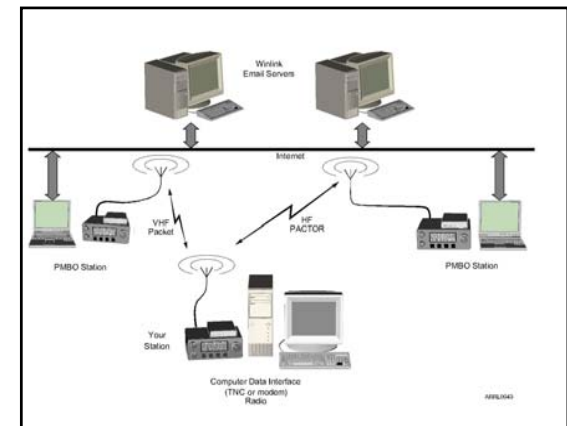 Winlink
Email Servers
Internet
VHF
Packet
HF
PACTOR
PMBO Station
PMBO Station
Your
Station
Computer Data Interface
(TNC or modem)
Radio